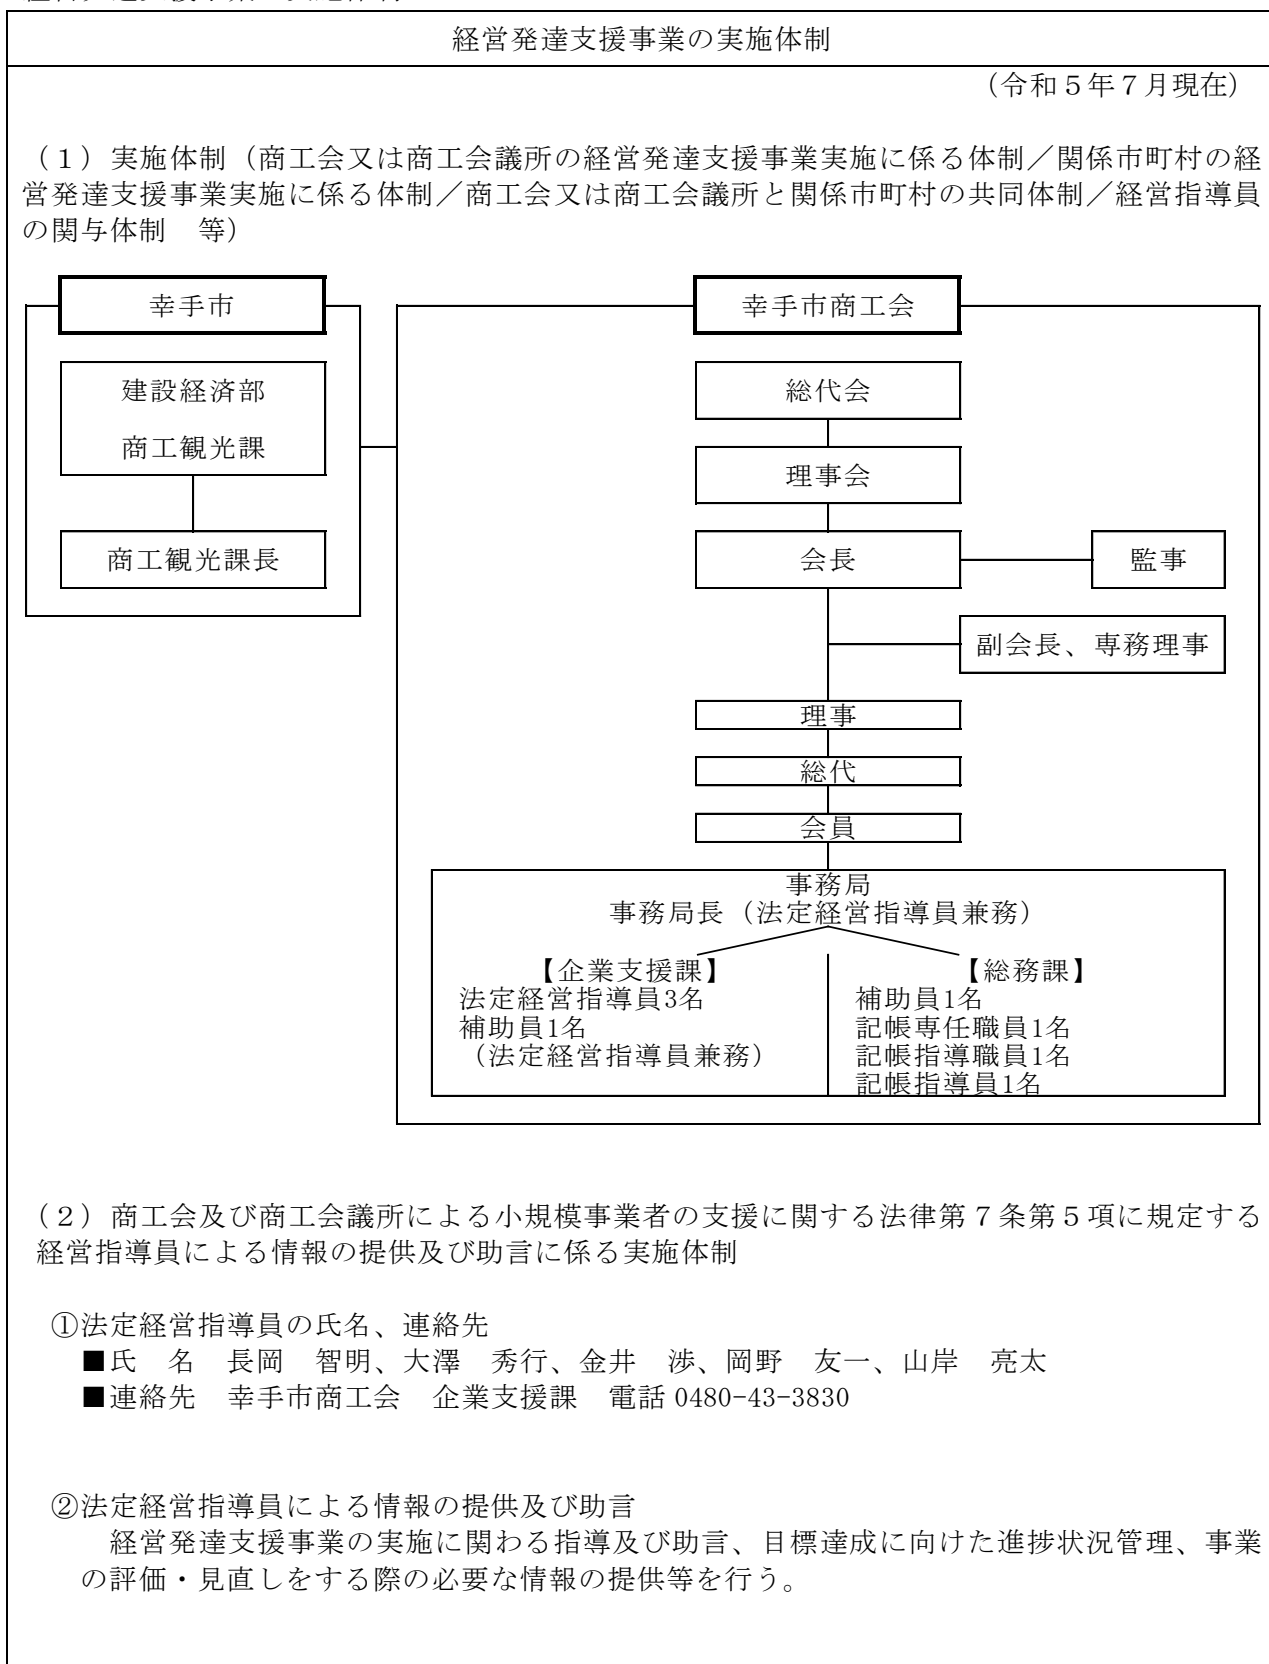 経営発達支援事業の実施体制
（令和５年７月現在）
（１）実施体制（商工会又は商工会議所の経営発達支援事業実施に係る体制／関係市町村の経
営発達支援事業実施に係る体制／商工会又は商工会議所と関係市町村の共同体制／経営指導員
の関与体制　等）
幸手市
建設経済部
商工観光課
商工観光課長
幸手市商工会
総代会
理事会
会長
監事
副会長、専務理事
理事
総代
会員
事務局
事務局長（法定経営指導員兼務）
【企業支援課】
法定経営指導員3名
補助員1名
（法定経営指導員兼務）
【総務課】
補助員1名
記帳専任職員1名
記帳指導職員1名
記帳指導員1名
（２）商工会及び商工会議所による小規模事業者の支援に関する法律第７条第５項に規定する
経営指導員による情報の提供及び助言に係る実施体制
①法定経営指導員の氏名、連絡先
■氏　名　長岡　智明、大澤　秀行、金井　渉、岡野　友一、山岸　亮太
■連絡先　幸手市商工会　企業支援課　電話 0480-43-3830
②法定経営指導員による情報の提供及び助言
経営発達支援事業の実施に関わる指導及び助言、目標達成に向けた進捗状況管理、事業
の評価・見直しをする際の必要な情報の提供等を行う。